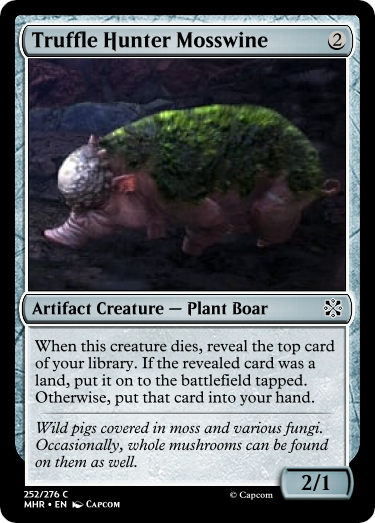 Truffle Hunter Mosswine 2
Artifact Creature — Plant Boar
When this creature dies, reveal the top card
of your library. If the revealed card was a
land, put it on to the battlefield tapped.
Otherwise, put that card into your hand.
Wild pigs covered in moss and various fungi.
Occasionally, whole mushrooms can be found
on them as well.
2/1
252/276 C
MHR • EN CAPCOM
© Capcom